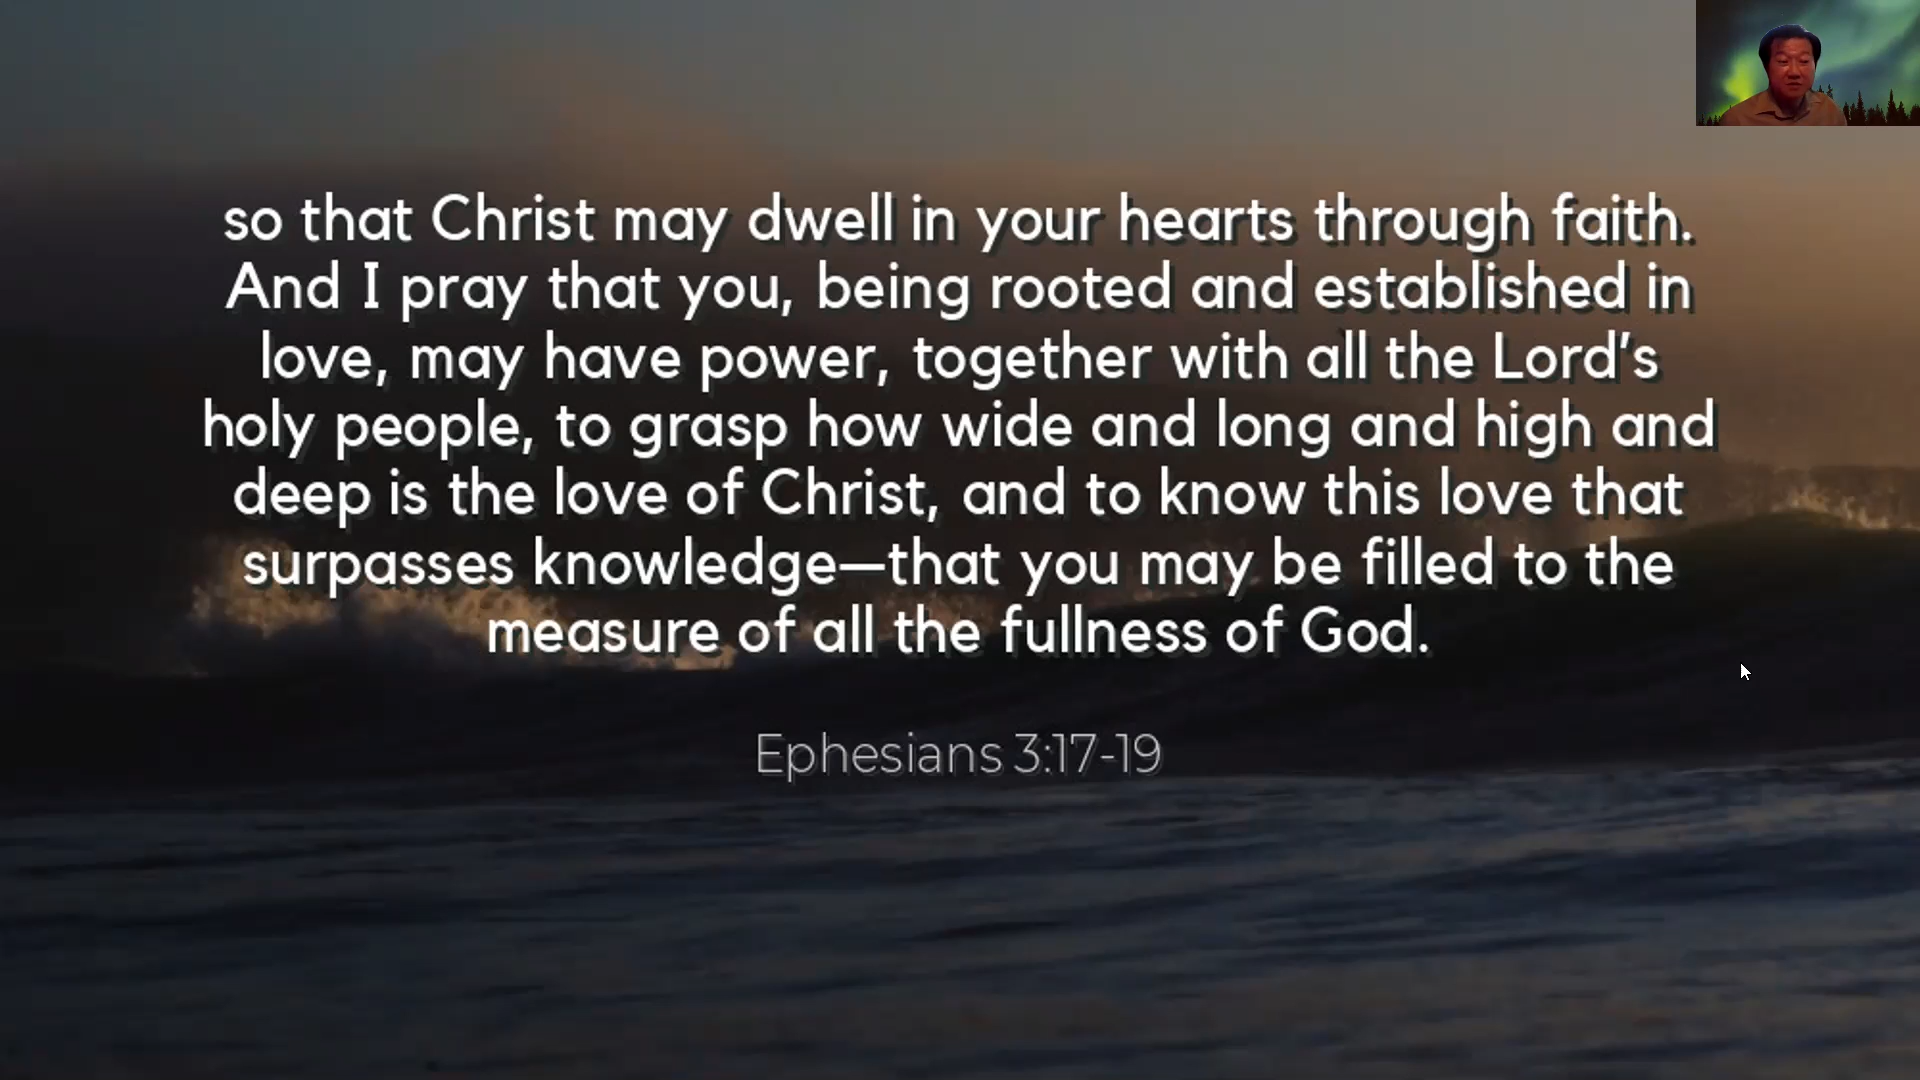 so that Christ may dwell in your hearts through faith.
And I pray that you, being rooted and established in
love, may have power, together with all the Lord’s
holy people, to grasp how wide and long and high and
deep is the love of Christ, and to know this love that
surpasses knowledge—that you may be filled to the
measure of all the fullness of God.
Ephesians 3:17-19